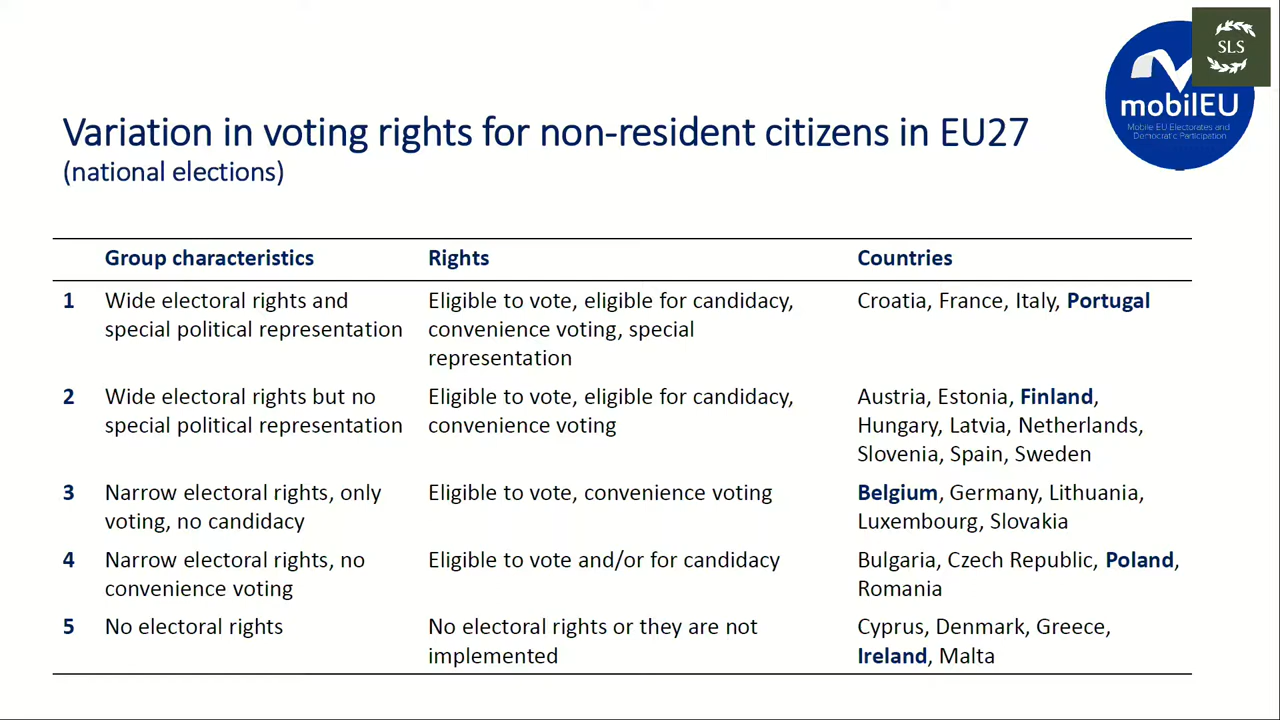 SLS
mobilEU
Mobile EU Electorates and
Democratic Participation
Variation in voting rights for non-resident citizens in EU27
(national elections)
Group characteristics Rights Countries
1 Wide electoral rights and Eligible to vote, eligible for candidacy, Croatia, France, Italy, Portugal
special political representation convenience voting, special
representation
2 Wide electoral rights but no Eligible to vote, eligible for candidacy, Austria, Estonia, Finland,
special political representation convenience voting Hungary, Latvia, Netherlands,
Slovenia, Spain, Sweden
3 Narrow electoral rights, only Eligible to vote, convenience voting Belgium, Germany, Lithuania,
voting, no candidacy Luxembourg, Slovakia
4 Narrow electoral rights, no Eligible to vote and/or for candidacy Bulgaria, Czech Republic, Poland,
convenience voting Romania
5 No electoral rights No electoral rights or they are not Cyprus, Denmark, Greece,
implemented Ireland, Malta